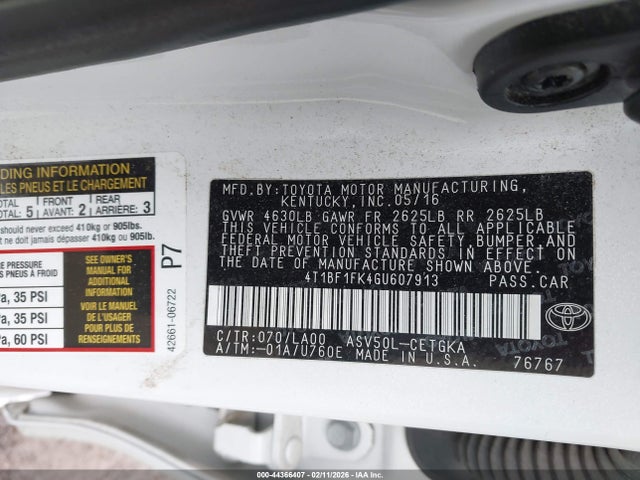 DING INFORMATION
LES PNEUS ET LE CHARGEMENT
TOTAL
TOTAL: 5
FRONT
AVANT: 2
REAR
ARRIÈRE: 3
should never exceed 410kg or 905lbs.
it ne doit jamais dépasser 410kg ou 905lb.
E PRESSURE
S PNEUS À FROID
a, 35 PSI
a, 35 PSI
a, 60 PSI
SEE OWNER'S
MANUAL FOR
ADDITIONAL
INFORMATION
VOIR LE MANUEL
DE L'USAGER
POUR PLUS DE
RENSEIGNEMENTS
P7
42661-06722
MFD.BY:TOYOTA MOTOR MANUFACTURING,
KENTUCKY,INC.05/16
GVWR 4630LB GAWR FR 2625LB RR 2625LB
THIS VEHICLE CONFORMS TO ALL APPLICABLE
FEDERAL MOTOR VEHICLE SAFETY,BUMPER,AND
THEFT PREVENTION STANDARDS IN EFFECT ON
THE DATE OF MANUFACTURE SHOWN ABOVE.
4T1BF1FK4GU607913 PASS.CAR
C/TR:070/LA00 ASV50L-CETGKA
A/TM:-01A/U760E MADE IN U.S.A.
76767
TOYOTA
000-44366407 - 02/11/2026 - COPYRIGHT IAA, LLC